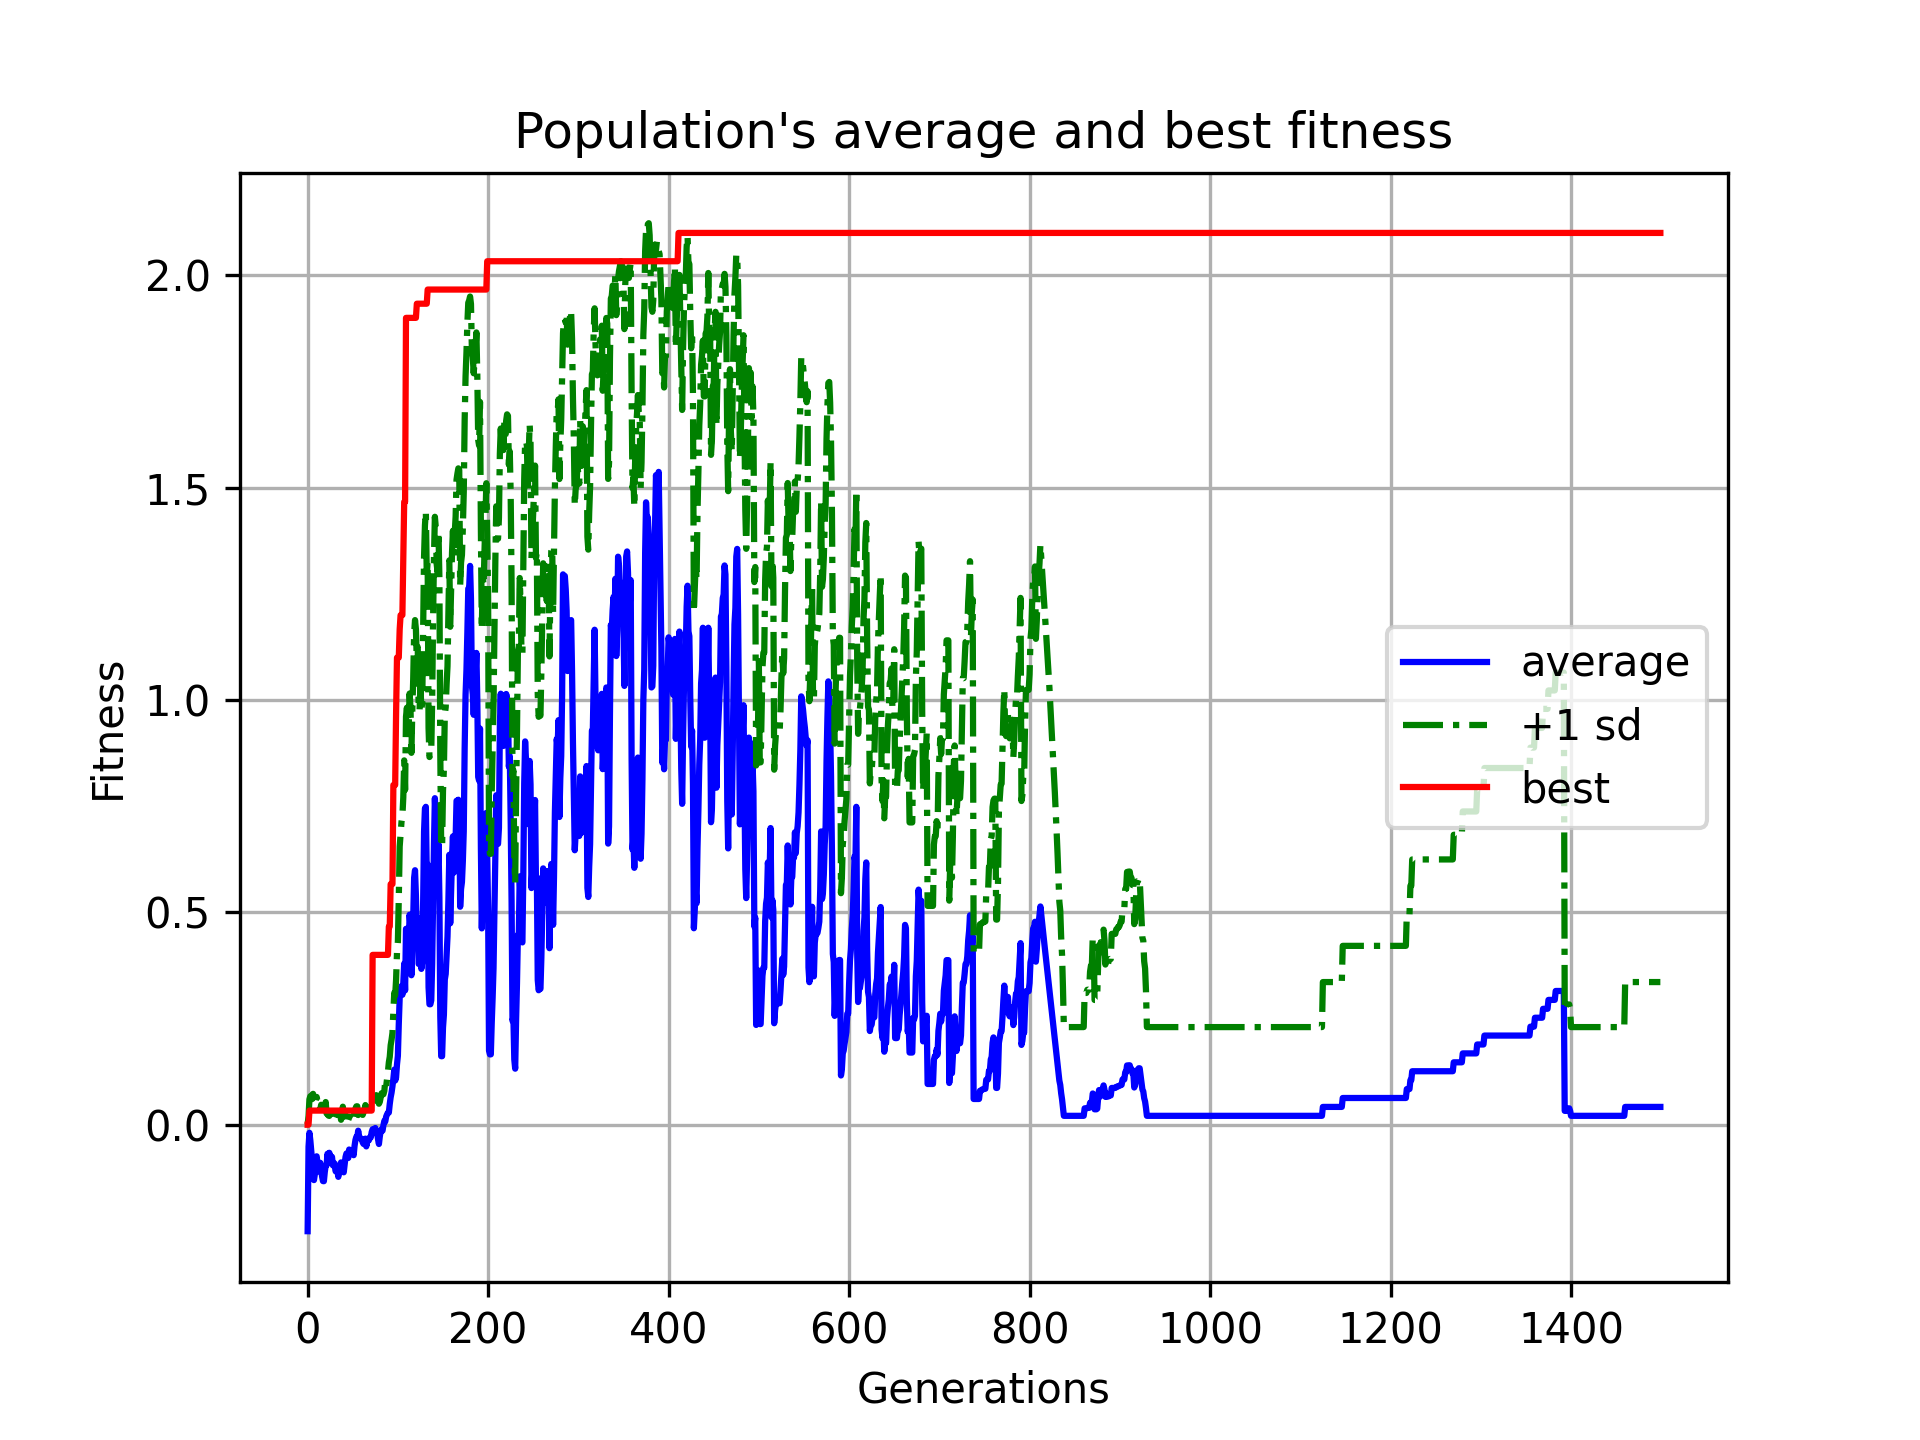 Population's average and best fitness
Fitness
2.0
1.5
1.0
0.5
0.0
average
+1 sd
best
0 200 400 600 800 1000 1200 1400
Generations